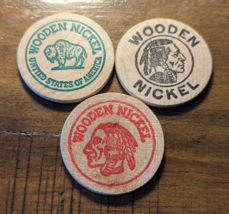 WOODEN NICKEL
UNITED STATES OF AMERICA
WOODEN
NICKEL
WOODEN NICKEL